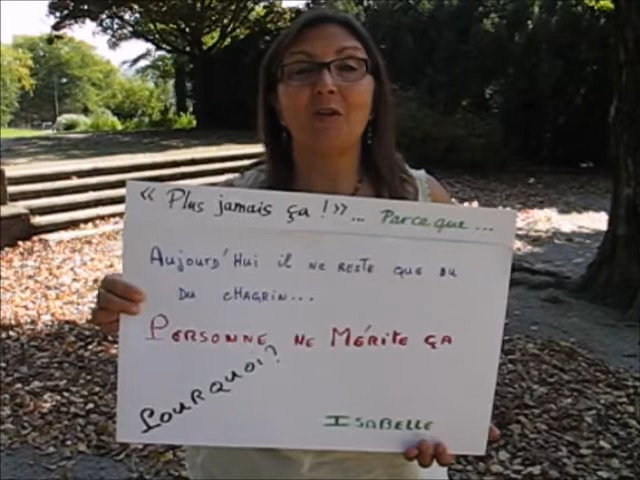 « Plus jamais ça ! »... Parce que...
Aujourd'hui il ne reste que du
du chagrin...
Personne ne Mérite ça
Pourquoi ?
Isabelle